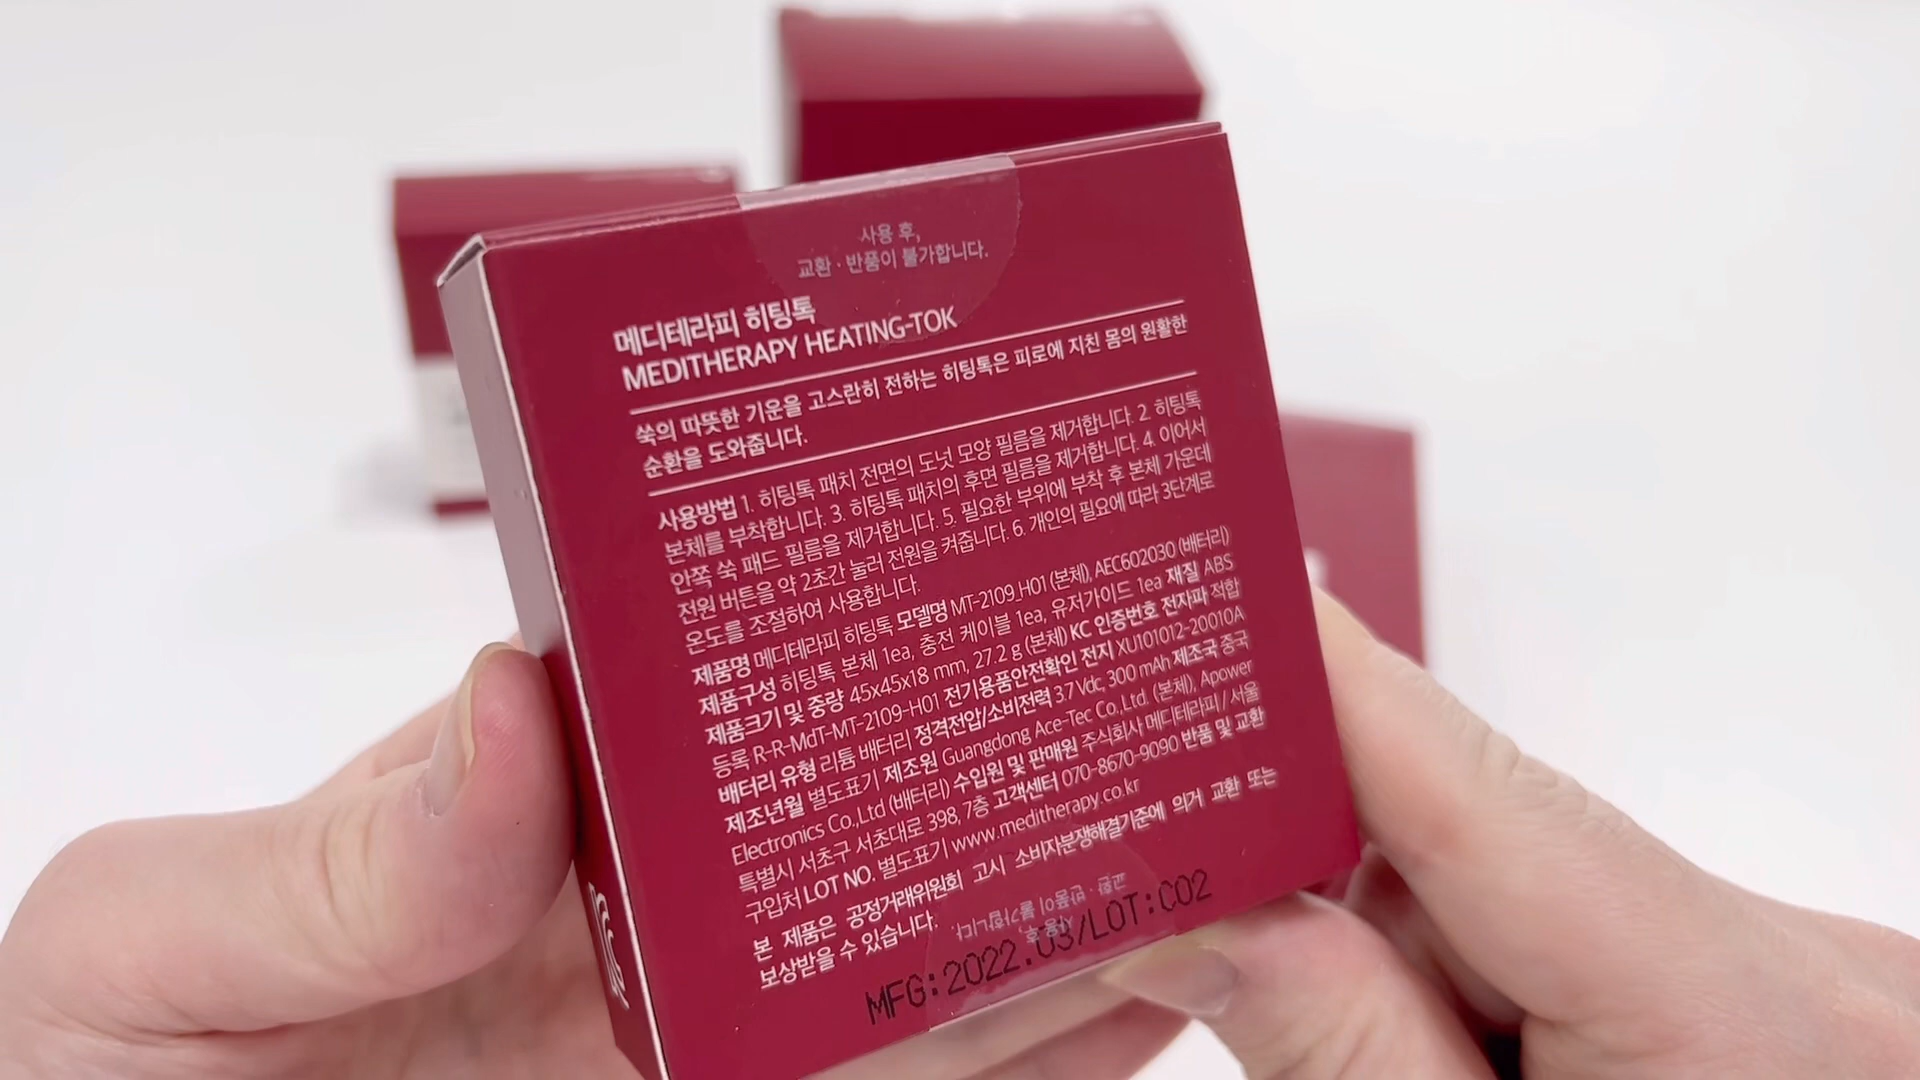 사용 후,
교환 · 반품이 불가합니다.
메디테라피 히팅톡
MEDITHERAPY HEATING-TOK
쑥의 따뜻한 기운을 고스란히 전하는 히팅톡은 피로에 지친 몸의 원활한
순환을 도와줍니다.
사용방법 1. 히팅톡 패치 전면의 도넛 모양 필름을 제거합니다. 2. 히팅톡
본체를 부착합니다. 3. 히팅톡 패치의 후면 필름을 제거합니다. 4. 이어서
안쪽 쑥 패드 필름을 제거합니다. 5. 필요한 부위에 부착 후 본체 가운데
전원 버튼을 약 2초간 눌러 전원을 켜줍니다. 6. 개인의 필요에 따라 3단계로
온도를 조절하여 사용합니다.
제품명 메디테라피 히팅톡 모델명 MT-2109_H01 (본체), AEC602030 (배터리)
제품구성 히팅톡 본체 1ea, 충전 케이블 1ea, 유저가이드 1ea 재질 ABS
제품크기 및 중량 45x45x18 mm, 27.2 g (본체) KC 인증번호 전자파 적합
등록 R-R-MdT-MT-2109-H01 전기용품안전확인 전지 XU101012-20010A
배터리 유형 리튬 배터리 정격전압/소비전력 3.7 Vdc, 300 mAh 제조국 중국
제조년월 별도표기 제조원 Guangdong Ace-Tec Co.,Ltd. (본체), Apower
Electronics Co.,Ltd (배터리) 수입원 및 판매원 주식회사 메디테라피 / 서울
특별시 서초구 서초대로 398, 7층 고객센터 070-8670-9090 반품 및 교환
구입처 LOT NO. 별도표기 www.meditherapy.co.kr
본 제품은 공정거래위원회 고시 소비자분쟁해결기준에 의거 교환 또는
보상받을 수 있습니다.
사용 후,
교환 · 반품이 불가합니다.
MFG:2022.03/LOT:C02